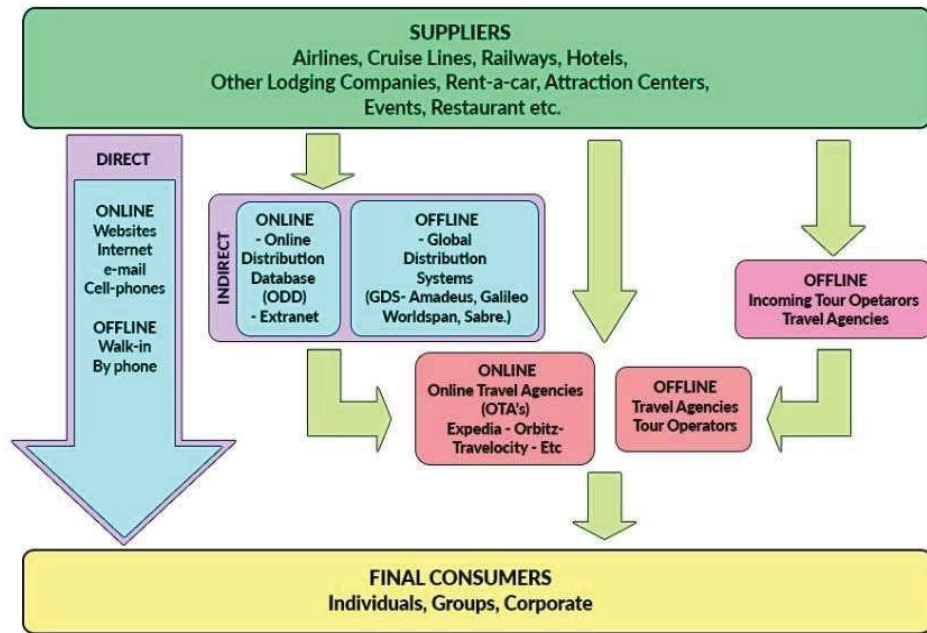 SUPPLIERS
Airlines, Cruise Lines, Railways, Hotels,
Other Lodging Companies, Rent-a-car, Attraction Centers,
Events, Restaurant etc.
DIRECT
ONLINE
Websites
Internet
e-mail
Cell-phones
OFFLINE
Walk-in
By phone
INDIRECT
ONLINE
- Online
Distribution
Database
(ODD)
- Extranet
OFFLINE
- Global
Distribution
Systems
(GDS- Amadeus, Galileo
Worldspan, Sabre.)
OFFLINE
Incoming Tour Opetarors
Travel Agencies
ONLINE
Online Travel Agencies
(OTA's)
Expedia - Orbitz-
Travelocity - Etc
OFFLINE
Travel Agencies
Tour Operators
FINAL CONSUMERS
Individuals, Groups, Corporate